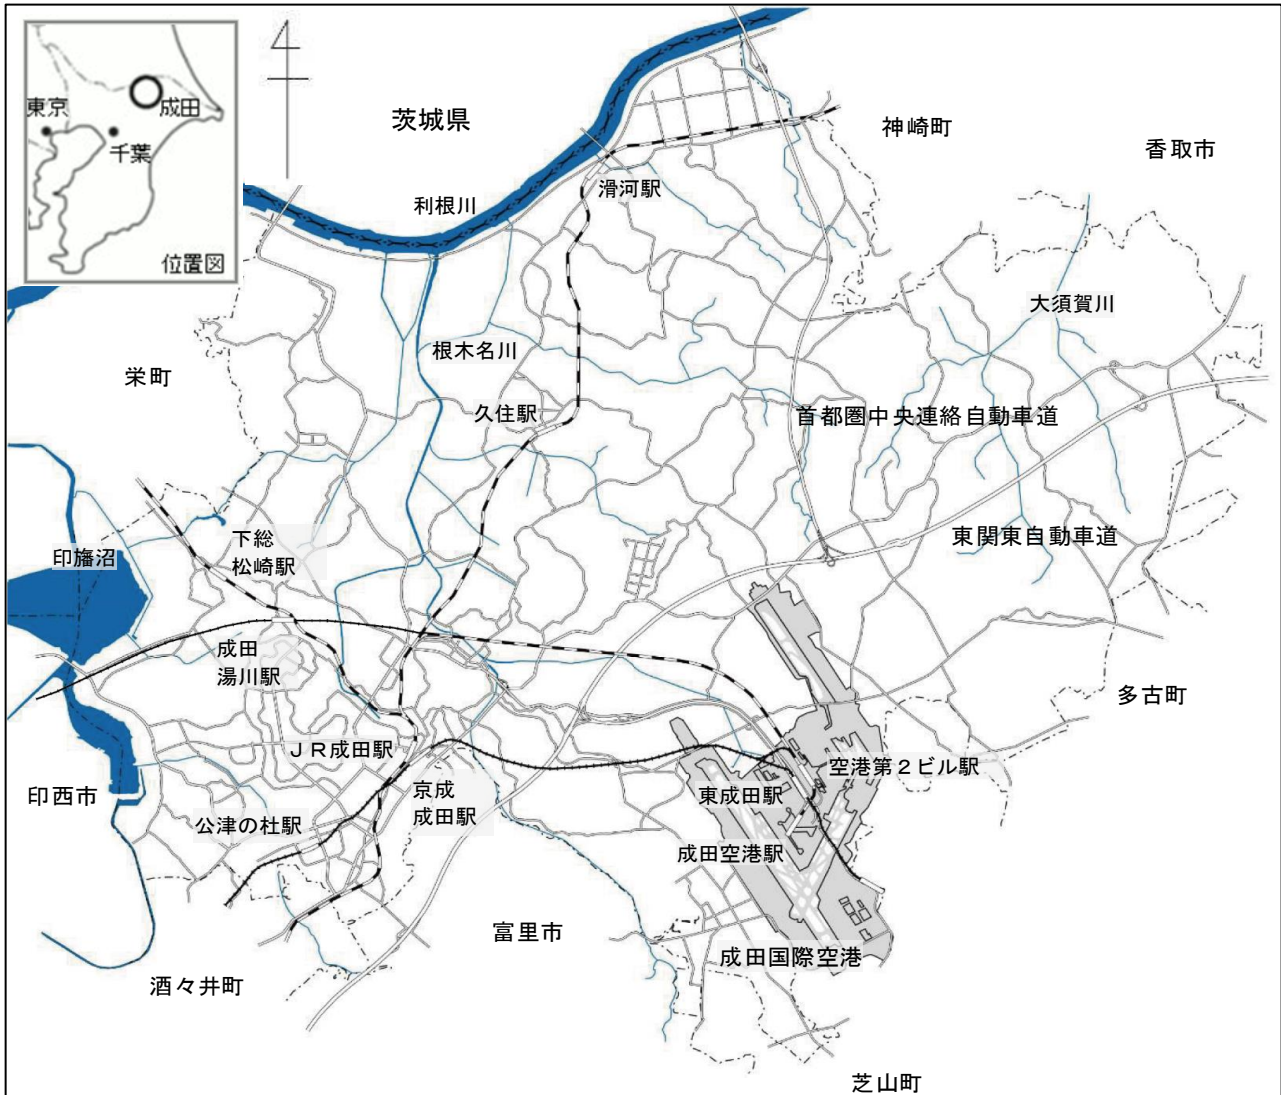 東京
成田
千葉
位置図
茨城県
神崎町
香取市
滑河駅
利根川
大須賀川
根木名川
栄町
久住駅
首都圏中央連絡自動車道
東関東自動車道
下総
松崎駅
印旛沼
成田
湯川駅
多古町
JR成田駅
空港第2ビル駅
京成
成田駅
東成田駅
印西市
公津の杜駅
成田空港駅
富里市
成田国際空港
酒々井町
芝山町